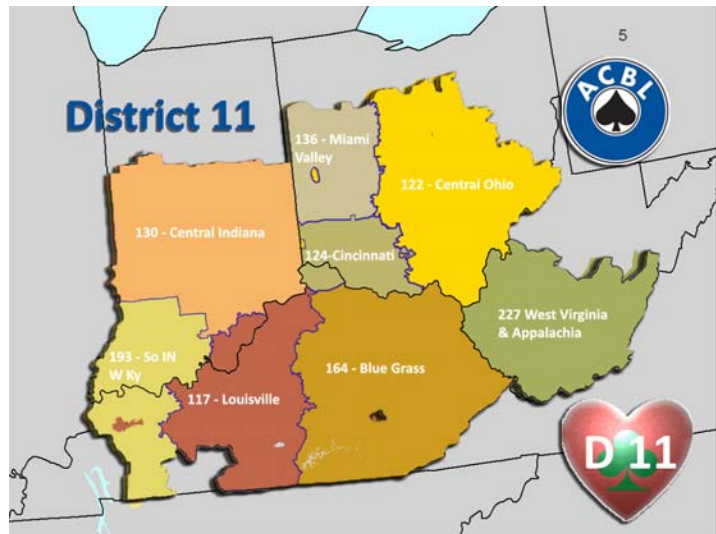 5
ACBL
District 11
136 - Miami
Valley
122 - Central Ohio
130 - Central Indiana
124-Cincinnati
227 West Virginia
& Appalachia
193 - So IN
W Ky
164 - Blue Grass
117 - Louisville
D 11